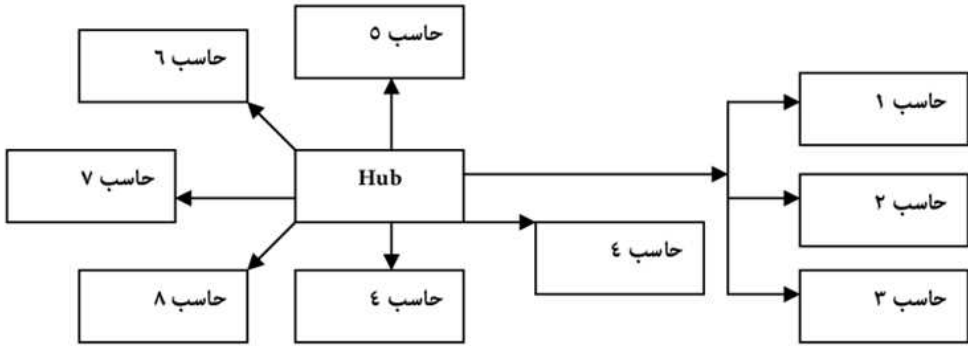 حاسب ٥
حاسب ٦
حاسب ١
حاسب ٧
Hub
حاسب ٢
حاسب ٤
حاسب ٨
حاسب ٤
حاسب ٣